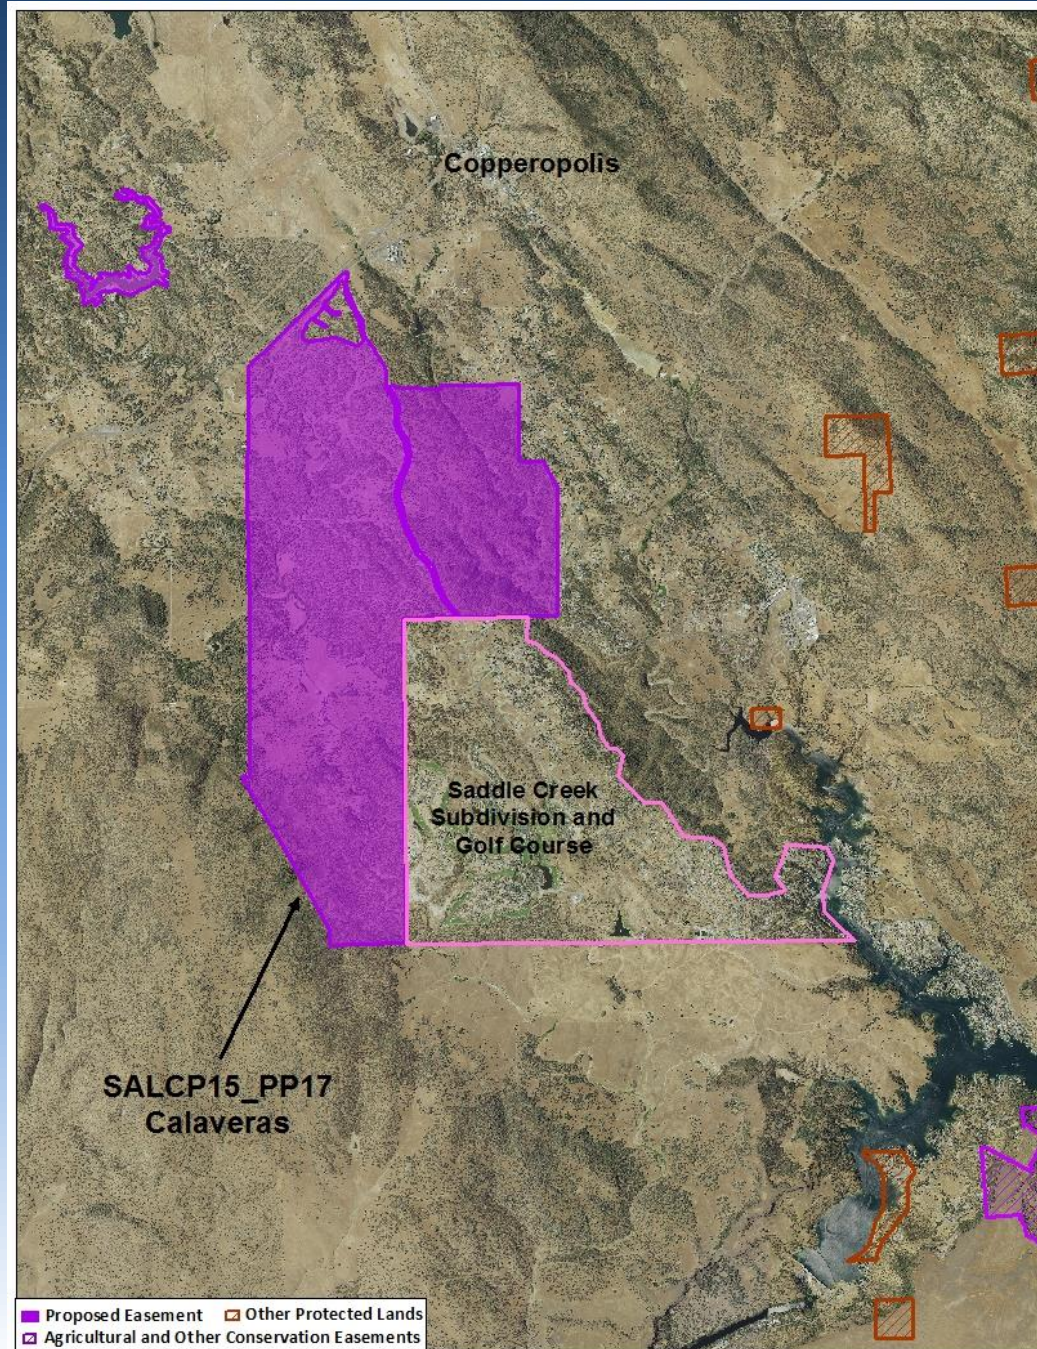 Copperopolis
Saddle Creek
Subdivision and
Golf Course
SALCP15_PP17
Calaveras
Proposed Easement
Other Protected Lands
Agricultural and Other Conservation Easements